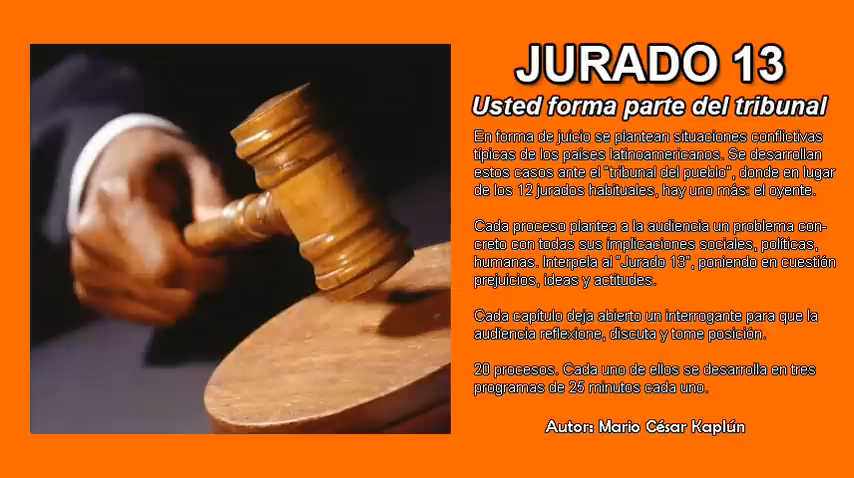 JURADO 13
Usted forma parte del tribunal
En forma de juicio se plantean situaciones conflictivas
típicas de los países latinoamericanos. Se desarrollan
estos casos ante el "tribunal del pueblo", donde en lugar
de los 12 jurados habituales, hay uno más: el oyente.
Cada proceso plantea a la audiencia un problema con-
creto con todas sus implicaciones sociales, políticas,
humanas. Interpela al "Jurado 13", poniendo en cuestión
prejuicios, ideas y actitudes.
Cada capítulo deja abierto un interrogante para que la
audiencia reflexione, discuta y tome posición.
20 procesos. Cada uno de ellos se desarrolla en tres
programas de 25 minutos cada uno.
Autor: Mario César Kaplún